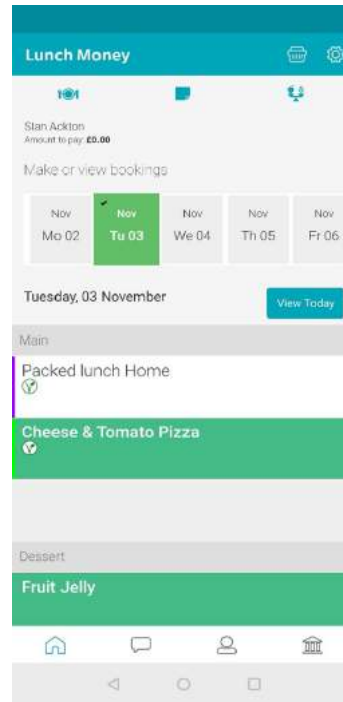 Lunch Money
Stan Ackton
Amount to pay: £0.00
Make or view bookings
Nov Nov Nov Nov Nov
Mo 02 Tu 03 We 04 Th 05 Fr 06
Tuesday, 03 November
View Today
Main
Packed lunch Home
Cheese & Tomato Pizza
Dessert
Fruit Jelly